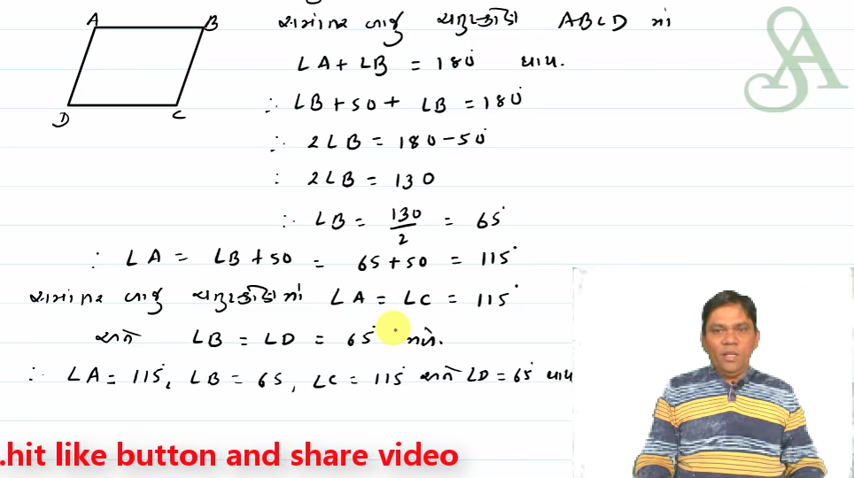 A B
D C
સમાંતર બાજુ ચતુષ્કોણ ABCD માં
∠A + ∠B = 180° થાય.
∴ ∠B + 50 + ∠B = 180°
∴ 2∠B = 180 - 50°
: 2∠B = 130
∴ ∠B = 130/2 = 65°
∴ ∠A = ∠B + 50 = 65 + 50 = 115°
સમાંતર બાજુ ચતુષ્કોણમાં ∠A = ∠C = 115°
અને ∠B = ∠D = 65°
∴ ∠A = 115°, ∠B = 65, ∠C = 115° અને ∠D = 65° થાય
.hit like button and share video